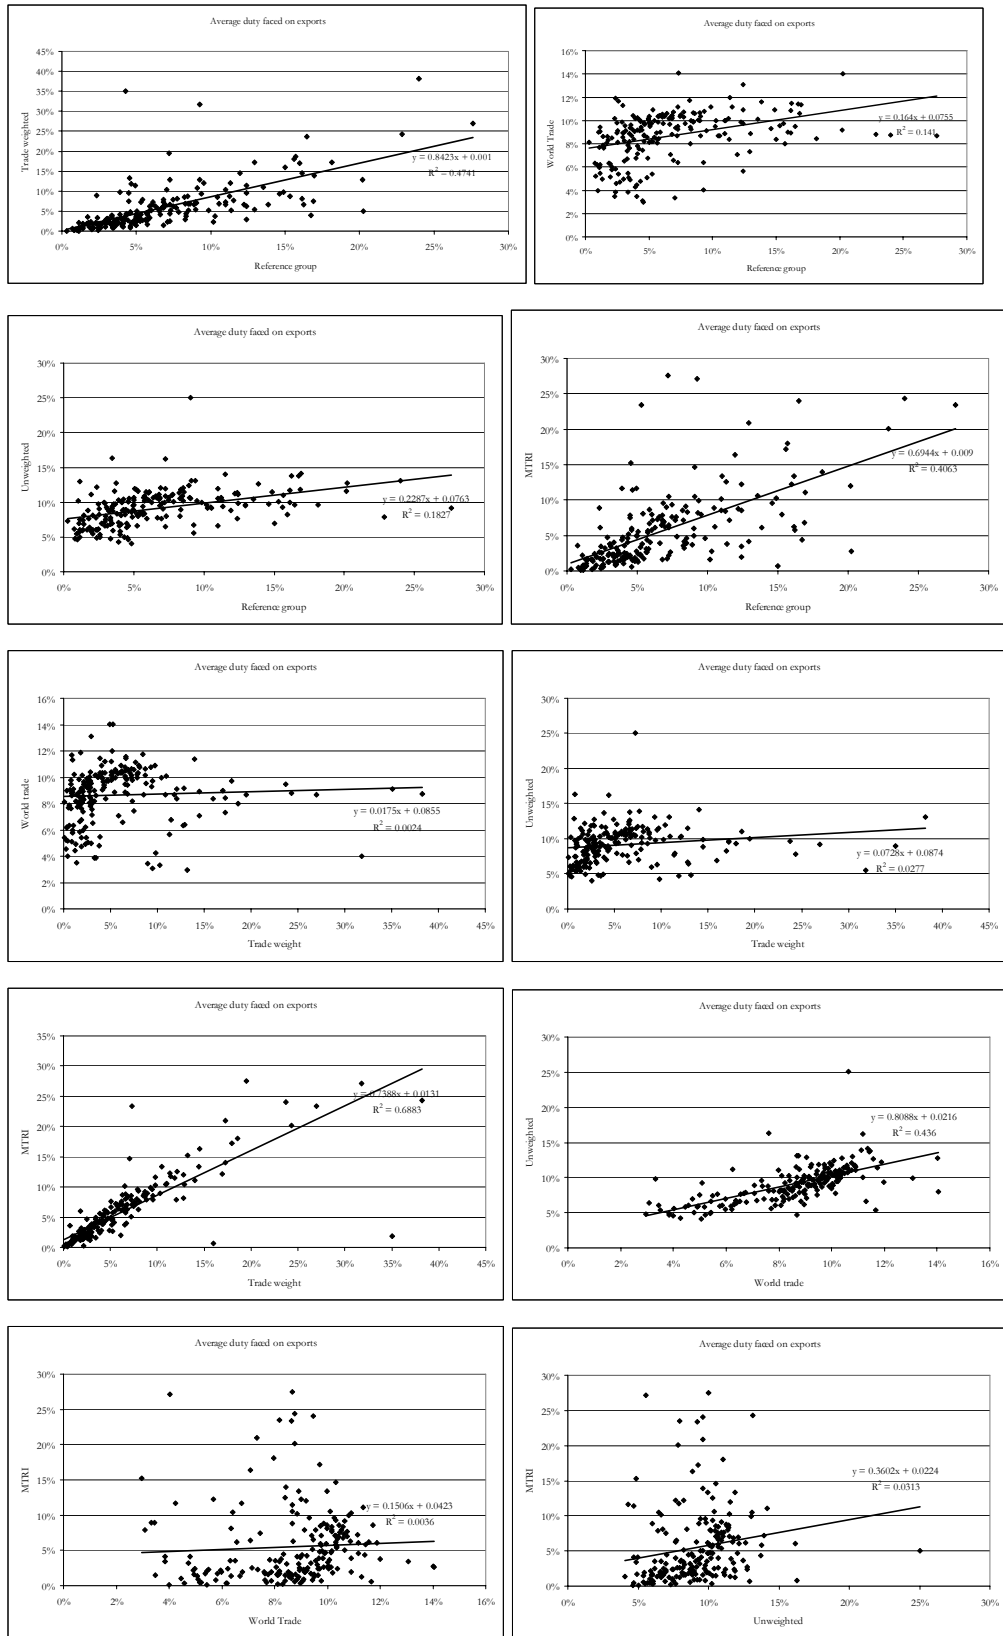 Average duty faced on exports
Trade weighted
45%
40%
35%
30%
25%
20%
15%
10%
5%
0%
y = 0.8423x + 0.001
R² = 0.4741
0% 5% 10% 15% 20% 25% 30%
Reference group
Average duty faced on exports
World Trade
16%
14%
12%
10%
8%
6%
4%
2%
0%
y = 0.164x + 0.0755
R² = 0.141
0% 5% 10% 15% 20% 25% 30%
Reference group
Average duty faced on exports
Unweighted
30%
25%
20%
15%
10%
5%
0%
y = 0.2287x + 0.0763
R² = 0.1827
0% 5% 10% 15% 20% 25% 30%
Reference group
Average duty faced on exports
MTRI
30%
25%
20%
15%
10%
5%
0%
y = 0.6944x + 0.009
R² = 0.4063
0% 5% 10% 15% 20% 25% 30%
Reference group
Average duty faced on exports
World trade
16%
14%
12%
10%
8%
6%
4%
2%
0%
y = 0.0175x + 0.0855
R² = 0.0024
0% 5% 10% 15% 20% 25% 30% 35% 40% 45%
Trade weight
Average duty faced on exports
Unweighted
30%
25%
20%
15%
10%
5%
0%
y = 0.0728x + 0.0874
R² = 0.0277
0% 5% 10% 15% 20% 25% 30% 35% 40% 45%
Trade weight
Average duty faced on exports
MTRI
35%
30%
25%
20%
15%
10%
5%
0%
y = 0.7388x + 0.0131
R² = 0.6883
0% 5% 10% 15% 20% 25% 30% 35% 40% 45%
Trade weight
Average duty faced on exports
Unweighted
30%
25%
20%
15%
10%
5%
0%
y = 0.8088x + 0.0216
R² = 0.436
0% 2% 4% 6% 8% 10% 12% 14% 16%
World trade
Average duty faced on exports
MTRI
30%
25%
20%
15%
10%
5%
0%
y = 0.1506x + 0.0423
R² = 0.0036
0% 2% 4% 6% 8% 10% 12% 14% 16%
World Trade
Average duty faced on exports
MTRI
30%
25%
20%
15%
10%
5%
0%
y = 0.3602x + 0.0224
R² = 0.0313
0% 5% 10% 15% 20% 25% 30%
Unweighted